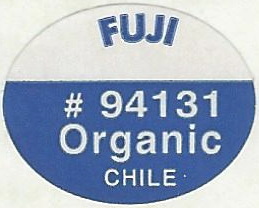 FUJI
# 94131
Organic
CHILE